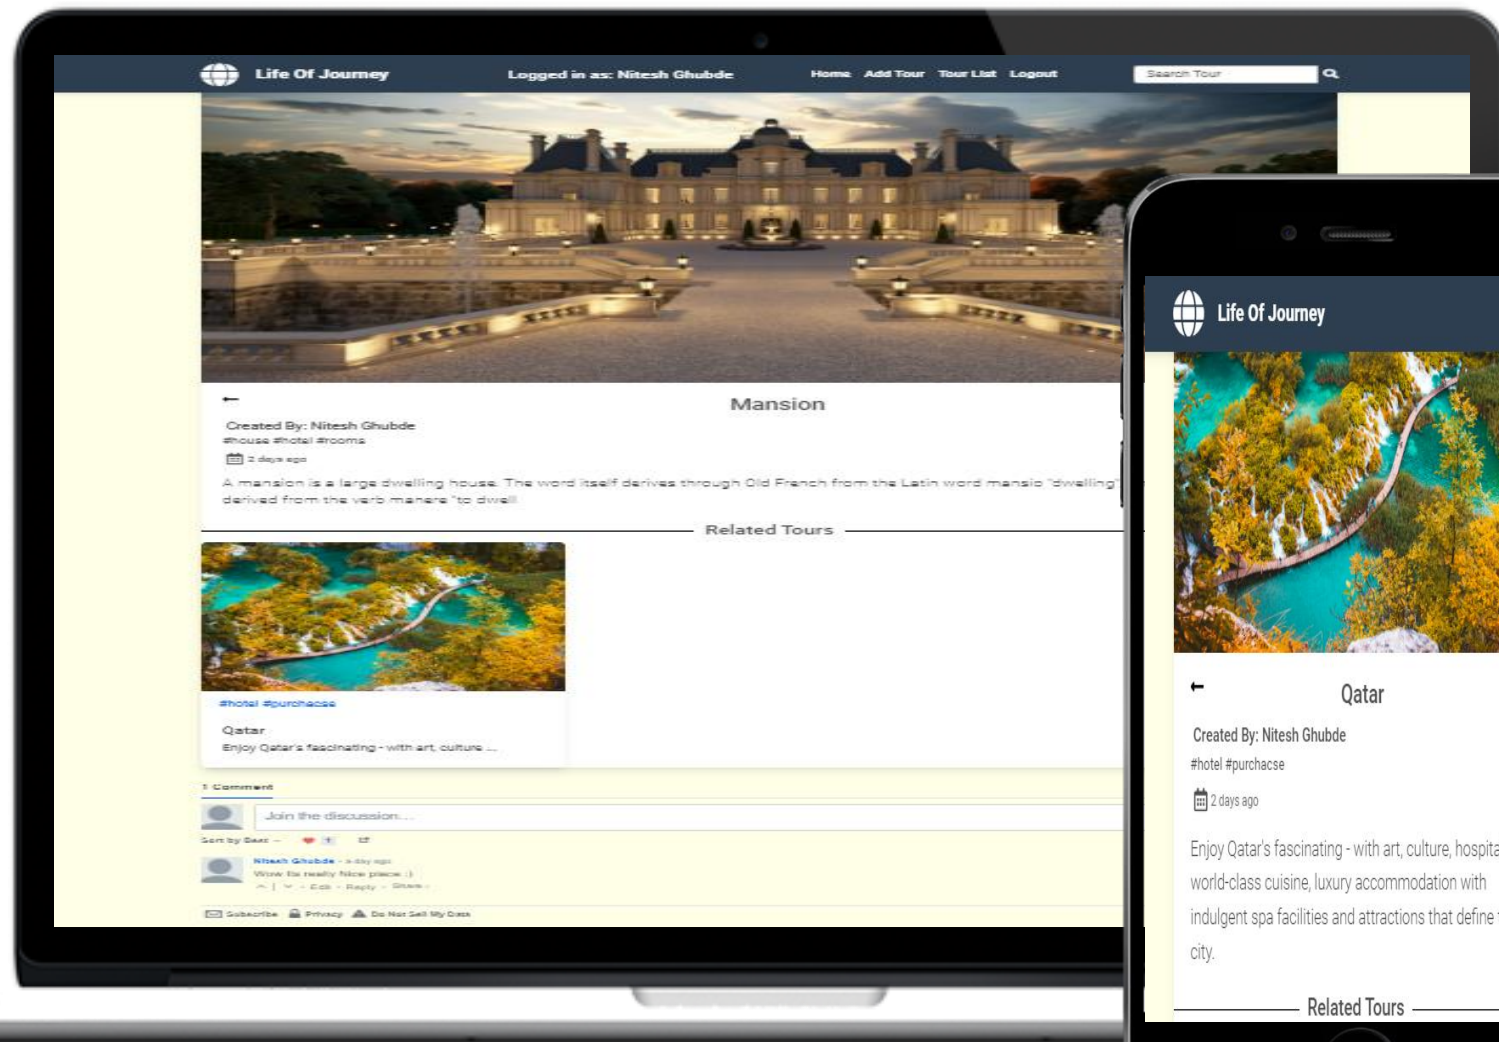 Life Of Journey
Logged in as: Nitesh Ghubde
Home Add Tour Tour List Logout
Search Tour
Mansion
Created By: Nitesh Ghubde
#house #hotel #rooms
2 days ago
A mansion is a large dwelling house. The word itself derives through Old French from the Latin word mansio "dwelling"
derived from the verb manere "to dwell
Related Tours
#hotel #purchacse
Qatar
Enjoy Qatar's fascinating - with art, culture ...
1 Comment
Join the discussion...
Sort by Best
1
Nitesh Ghubde - a day ago
Wow its really Nice place :)
Edit - Reply - Share ›
Subscribe Privacy Do Not Sell My Data
Life Of Journey
Qatar
Created By: Nitesh Ghubde
#hotel #purchacse
2 days ago
Enjoy Qatar's fascinating - with art, culture, hospita
world-class cuisine, luxury accommodation with
indulgent spa facilities and attractions that define
city.
Related Tours